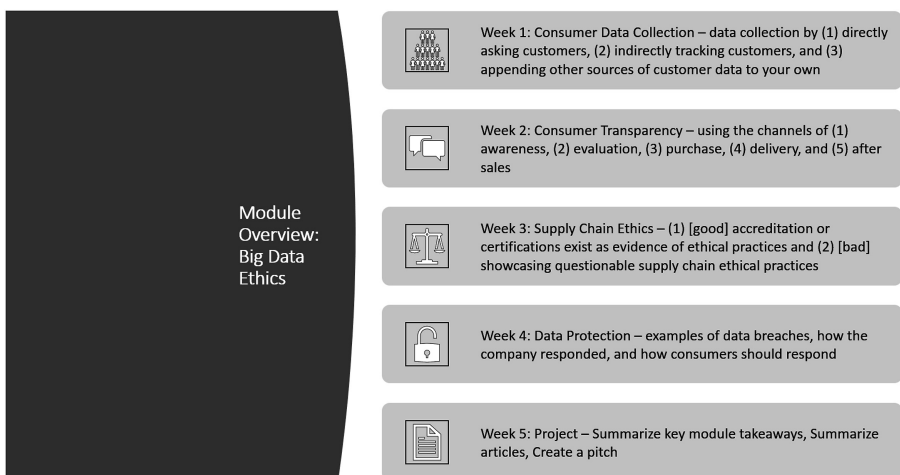 Module
Overview:
Big Data
Ethics
Week 1: Consumer Data Collection – data collection by (1) directly
asking customers, (2) indirectly tracking customers, and (3)
appending other sources of customer data to your own
Week 2: Consumer Transparency – using the channels of (1)
awareness, (2) evaluation, (3) purchase, (4) delivery, and (5) after
sales
Week 3: Supply Chain Ethics – (1) [good] accreditation or
certifications exist as evidence of ethical practices and (2) [bad]
showcasing questionable supply chain ethical practices
Week 4: Data Protection – examples of data breaches, how the
company responded, and how consumers should respond
Week 5: Project – Summarize key module takeaways, Summarize
articles, Create a pitch